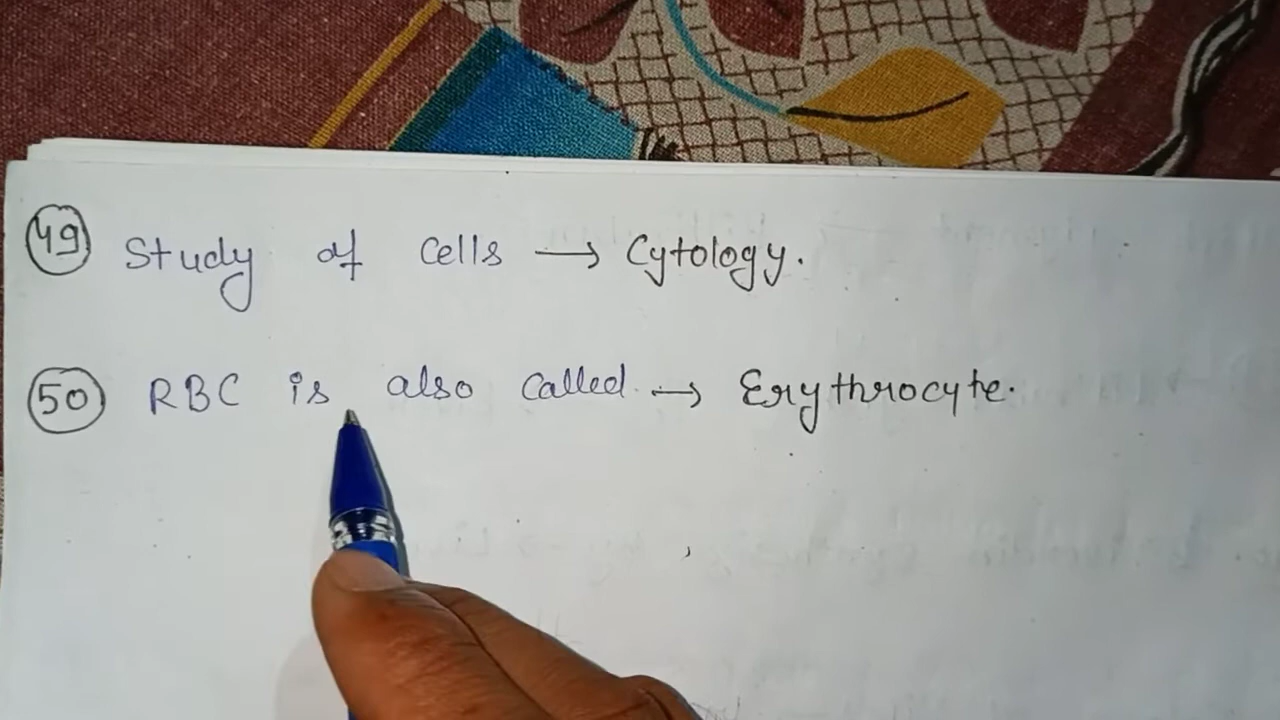 49 Study of cells → Cytology.
50 RBC is also called → Erythrocyte.